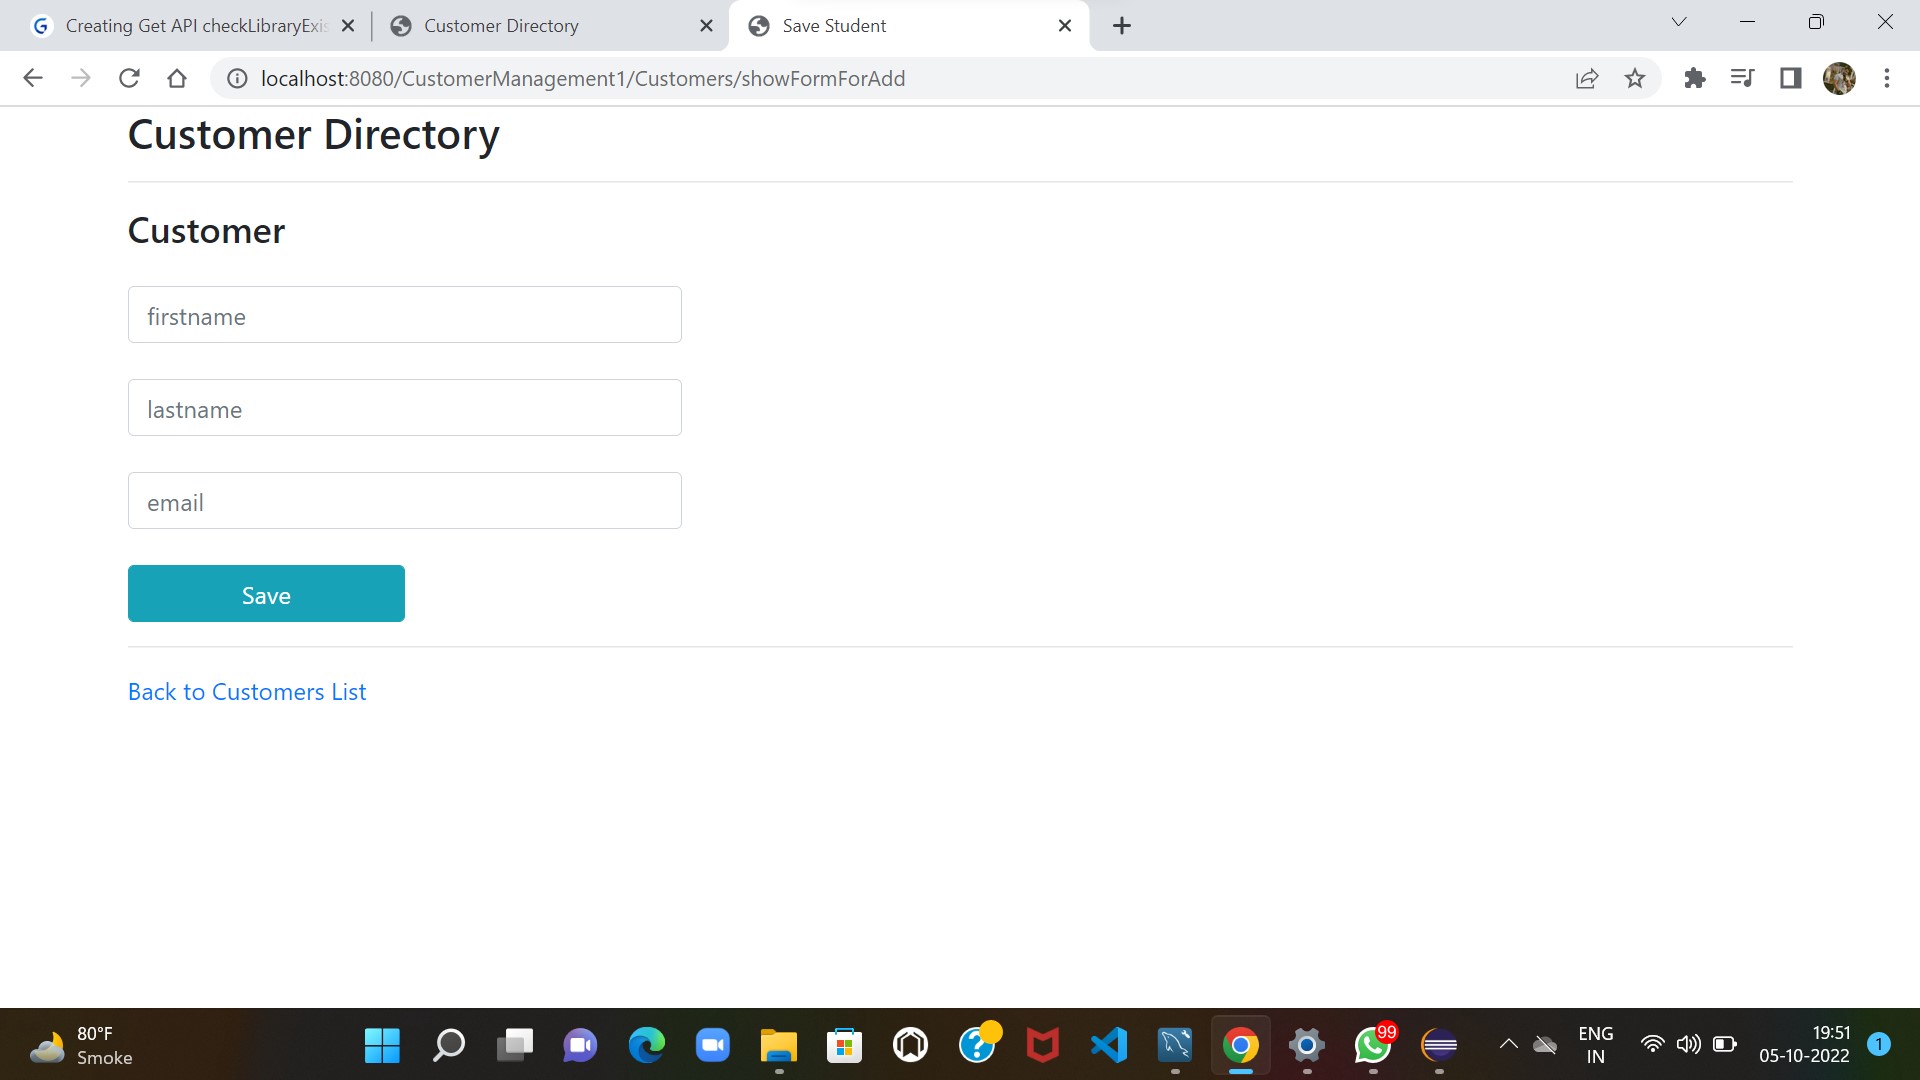 Creating Get API checkLibraryExis
Customer Directory
Save Student
localhost:8080/CustomerManagement1/Customers/showFormForAdd
Customer Directory
Customer
firstname
lastname
email
Save
Back to Customers List
80°F
Smoke
99
ENG
IN
19:51
05-10-2022
1